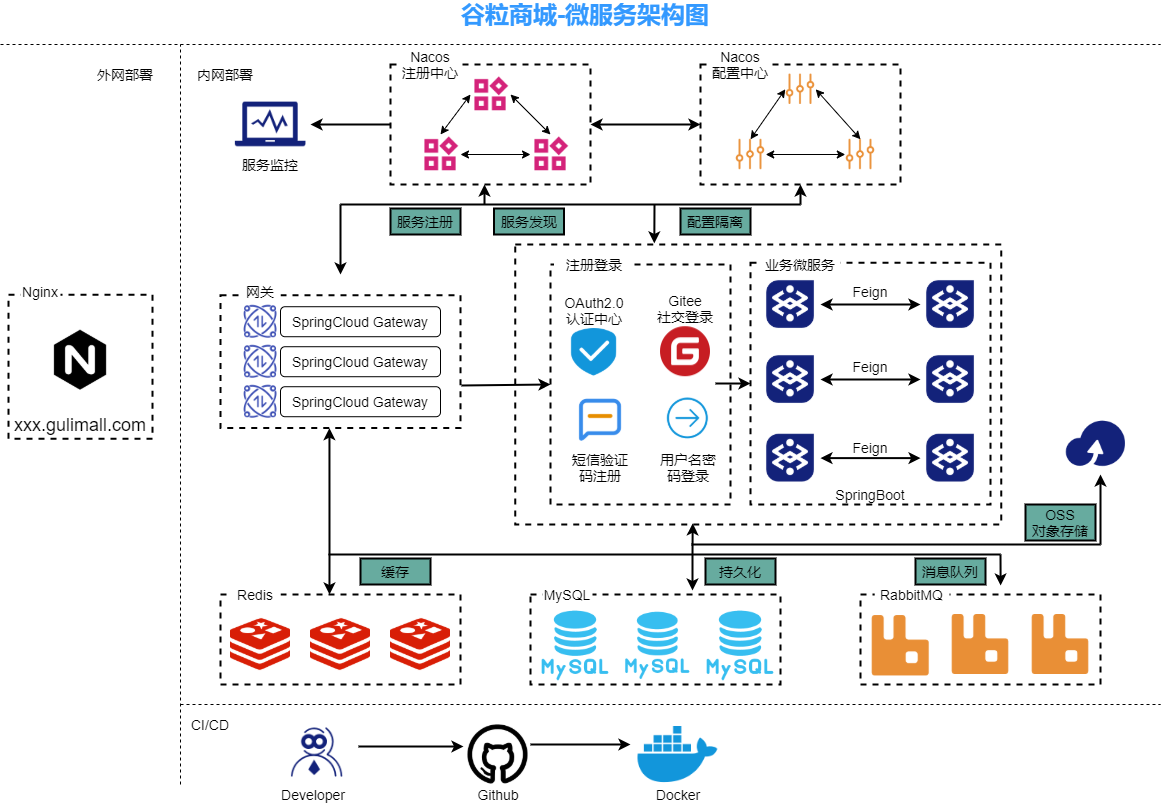 谷粒商城-微服务架构图
外网部署
内网部署
Nacos
注册中心
Nacos
配置中心
服务监控
服务注册
服务发现
配置隔离
Nginx
xxx.gulimall.com
网关
SpringCloud Gateway
SpringCloud Gateway
SpringCloud Gateway
注册登录
OAuth2.0
认证中心
Gitee
社交登录
短信验证
码注册
用户名密
码登录
业务微服务
Feign
Feign
Feign
SpringBoot
OSS
对象存储
缓存
持久化
消息队列
Redis
MySQL
MySQL
MySQL
MySQL
RabbitMQ
CI/CD
Developer
Github
Docker